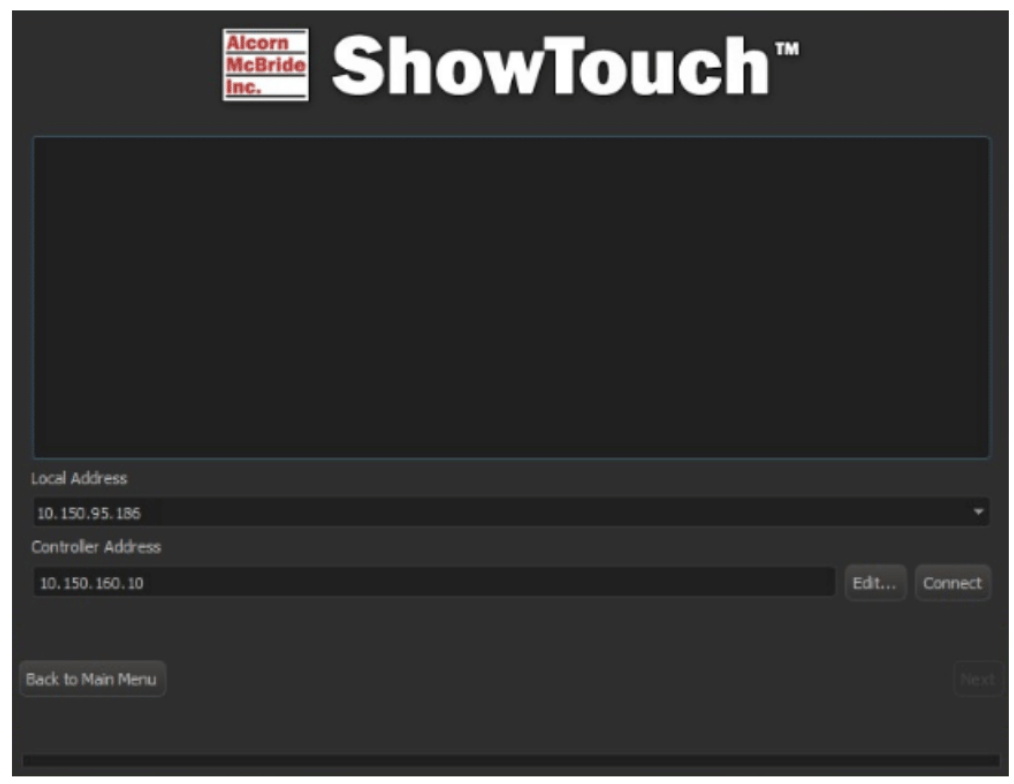 Alcorn
McBride
Inc.
ShowTouch™
Local Address
10.150.95.186
Controller Address
10.150.160.10
Edit...
Connect
Back to Main Menu
Next